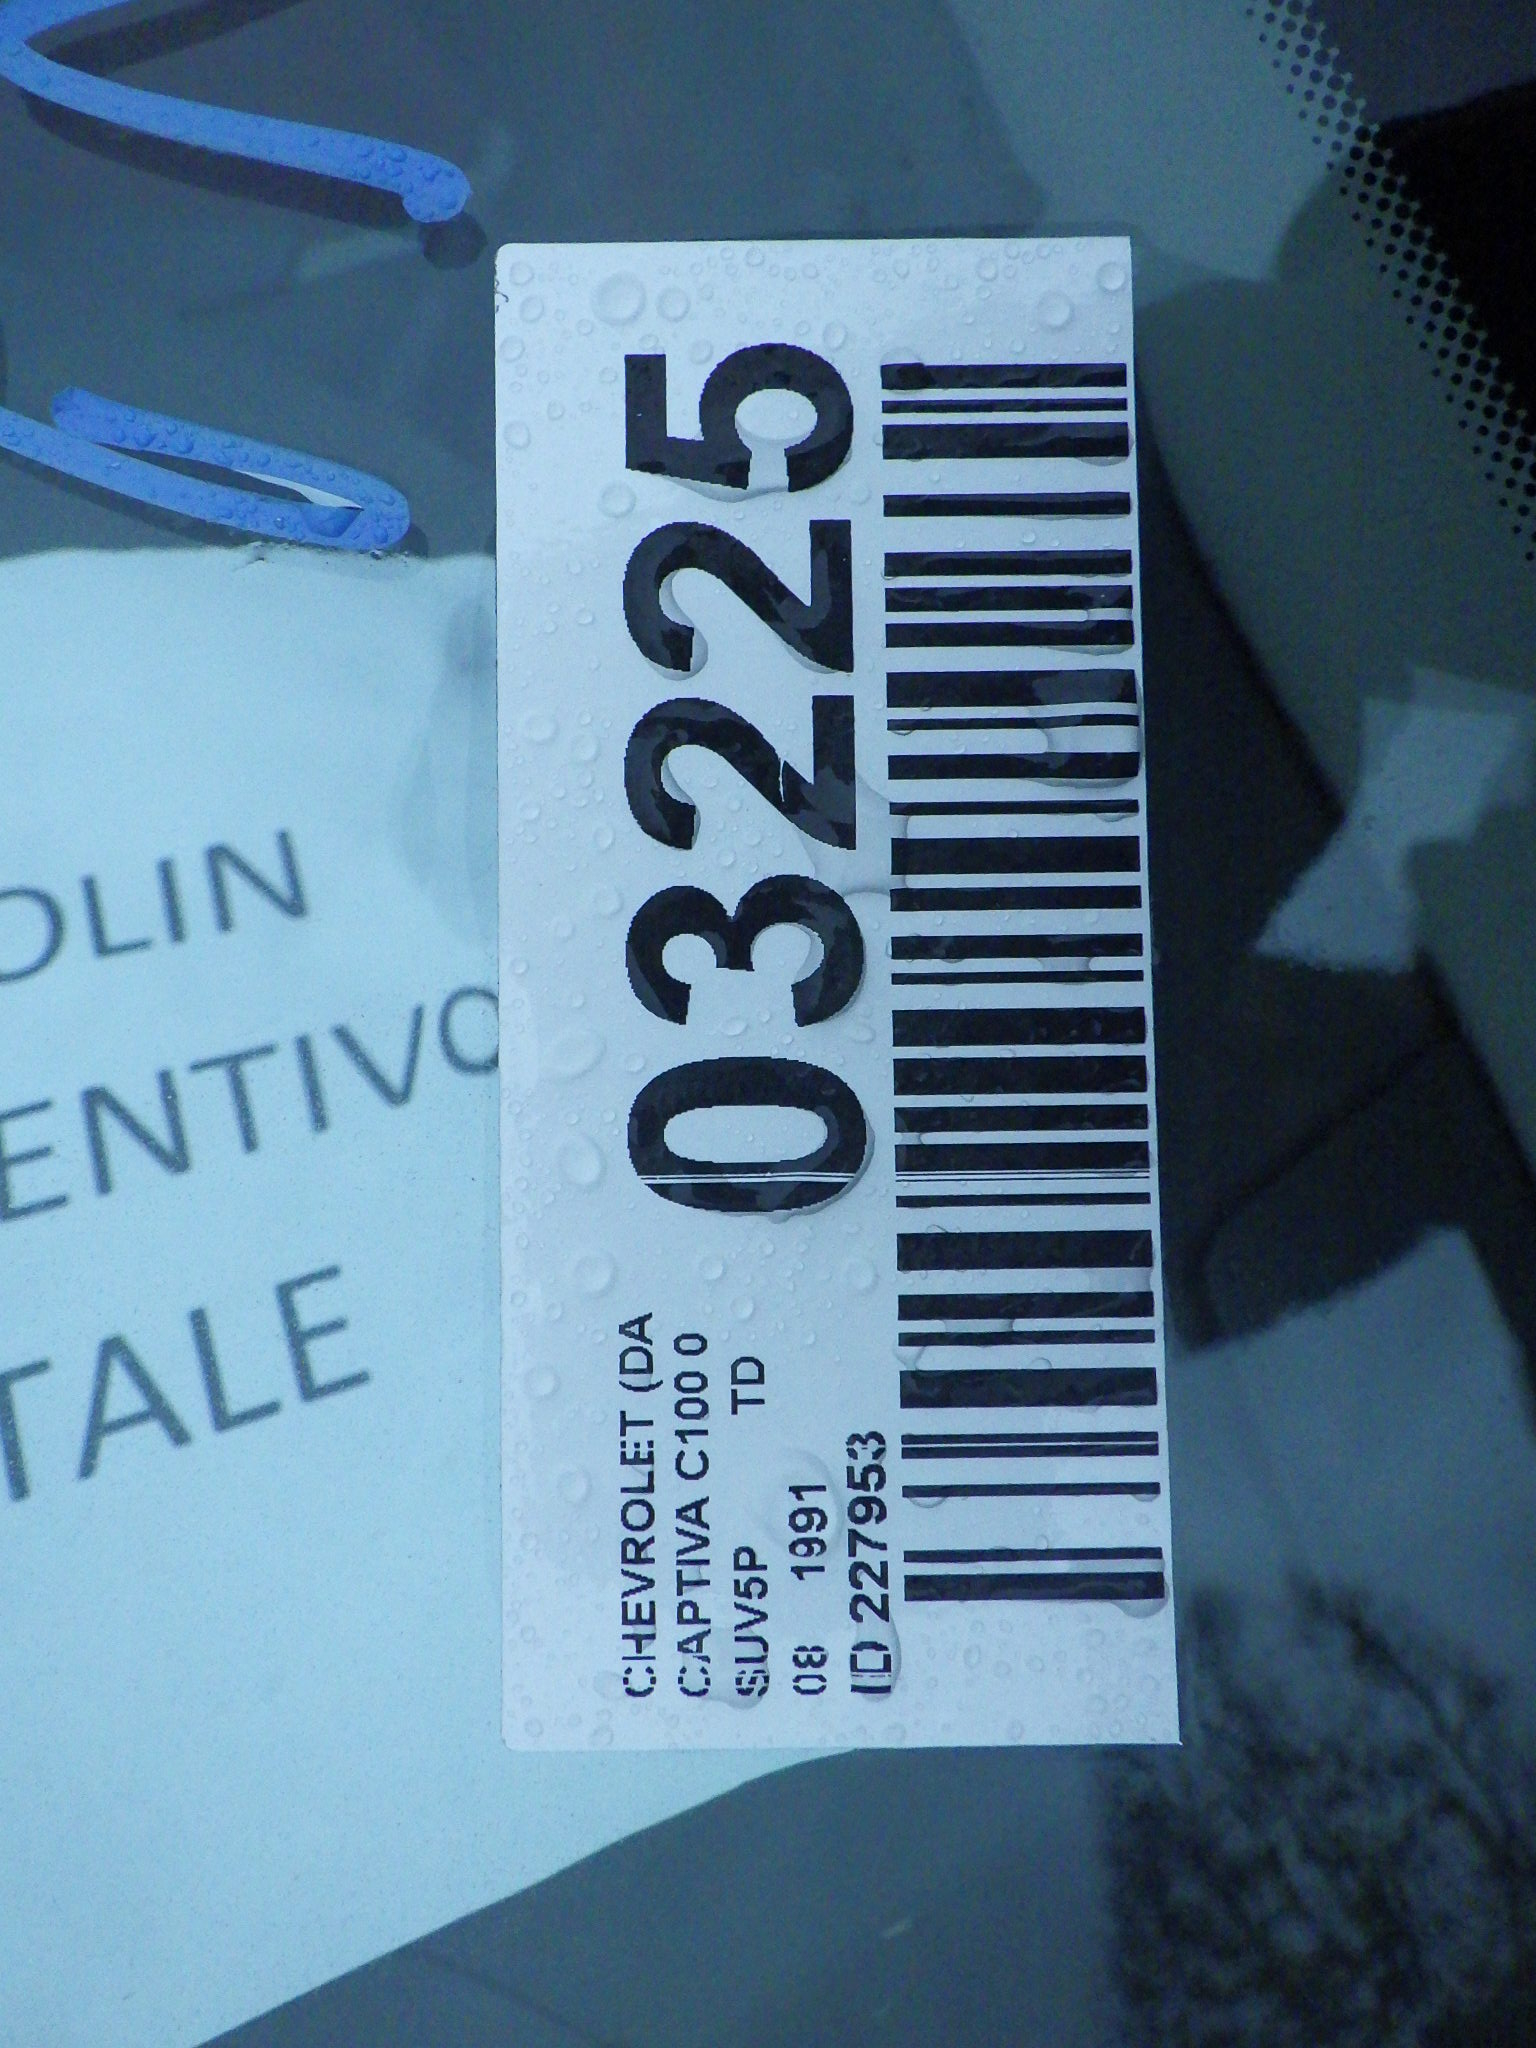 CHEVROLET (DA
CAPTIVA C100 0
SUV5P TD
08 1991
ID 227953
03225
OLIN
ENTIVO
TALE